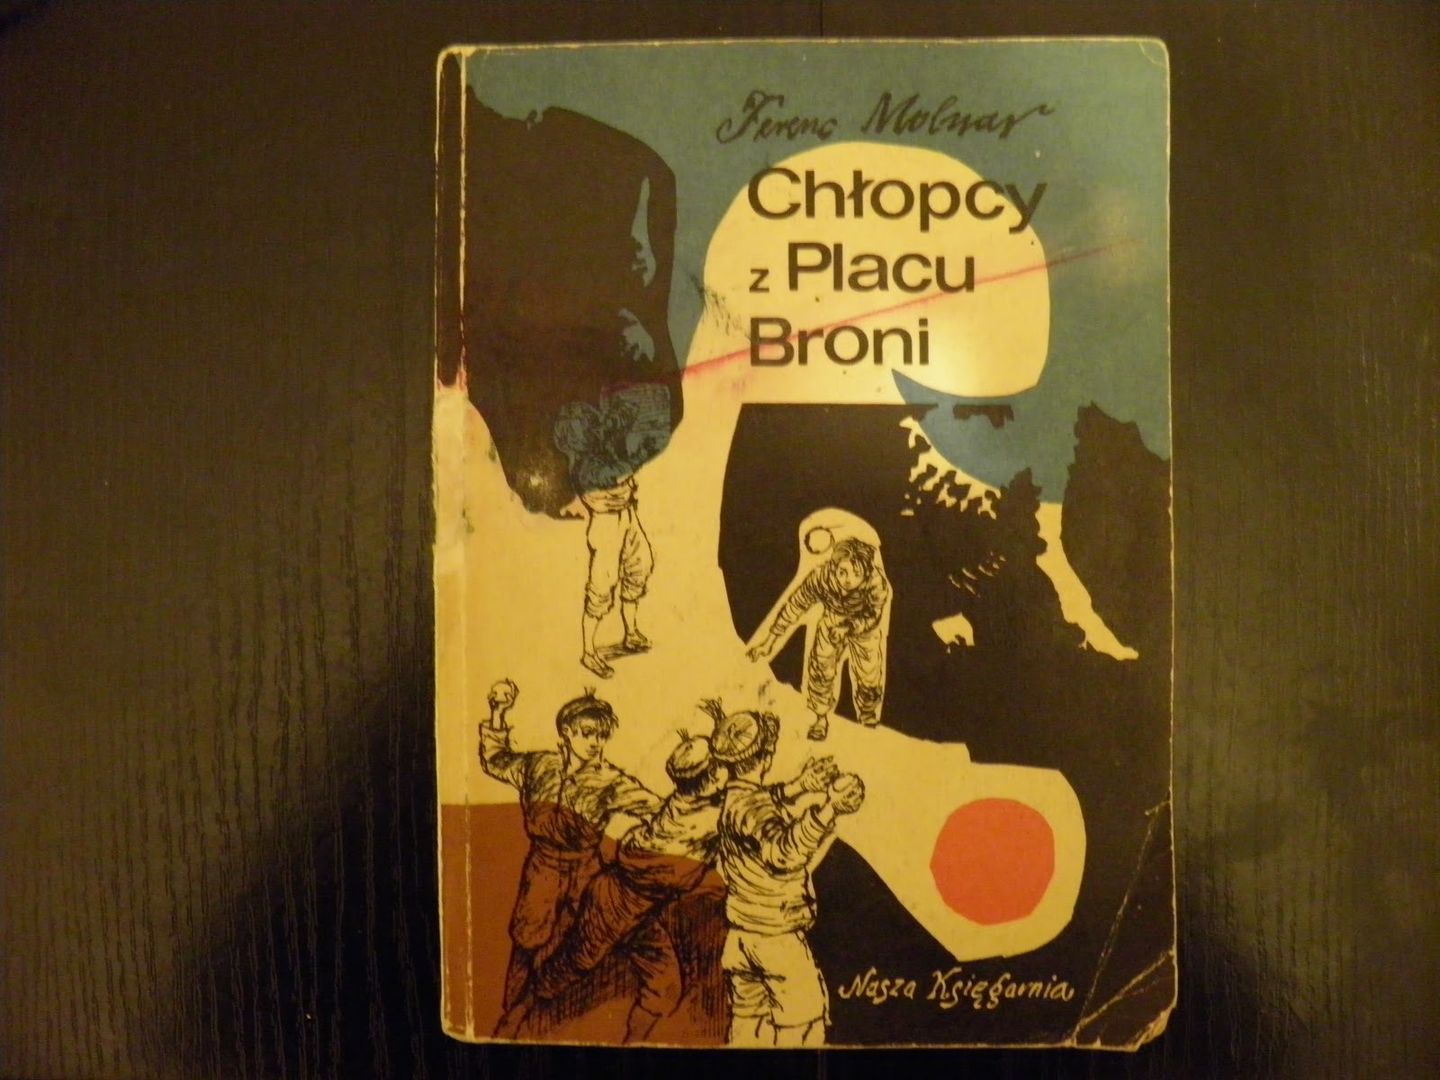 Ferenc Molnar
Chłopcy
z Placu
Broni
Nasza Księgarnia